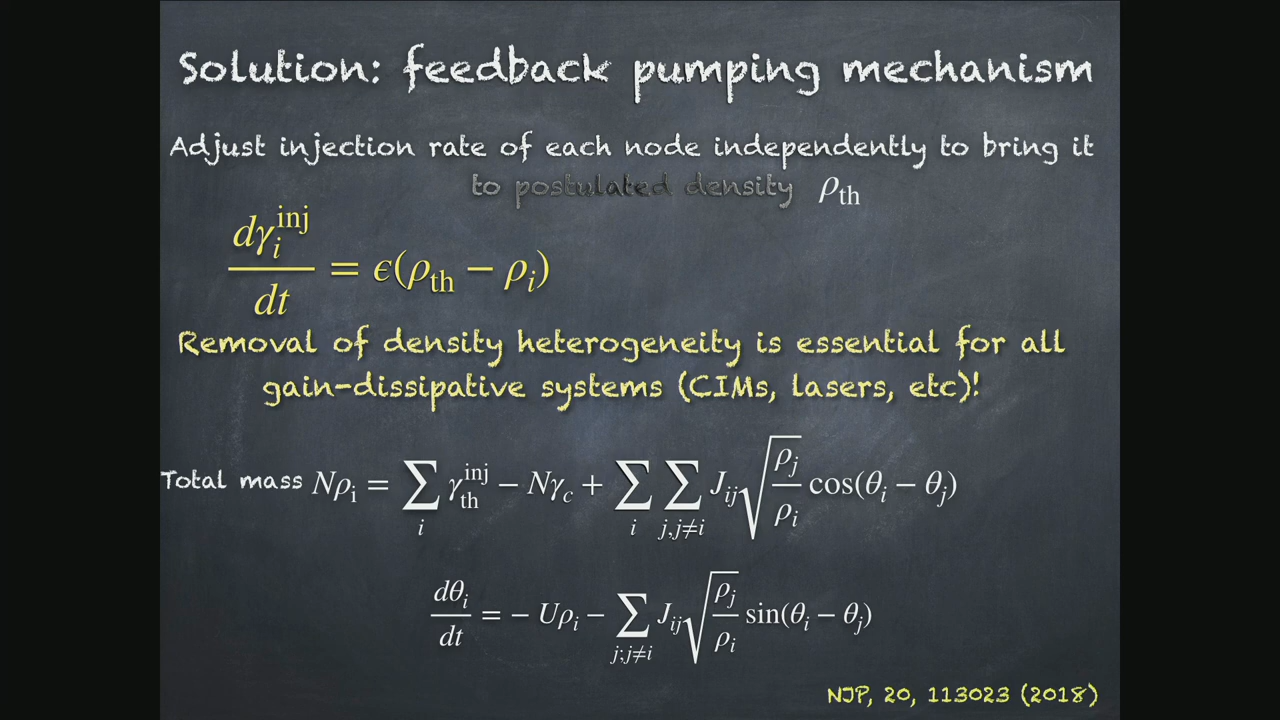 Solution: feedback pumping mechanism
Adjust injection rate of each node independently to bring it
to postulated density ρ_th
dγ_i^inj/dt = ϵ(ρ_th − ρ_i)
Removal of density heterogeneity is essential for all
gain-dissipative systems (CIMs, lasers, etc)!
Total mass Nρ_i = ∑_i γ_th^inj − Nγ_c + ∑_i ∑_{j,j≠i} J_ij √(ρ_j/ρ_i) cos(θ_i − θ_j)
dθ_i/dt = − Uρ_i − ∑_{j;j≠i} J_ij √(ρ_j/ρ_i) sin(θ_i − θ_j)
NJP, 20, 113023 (2018)